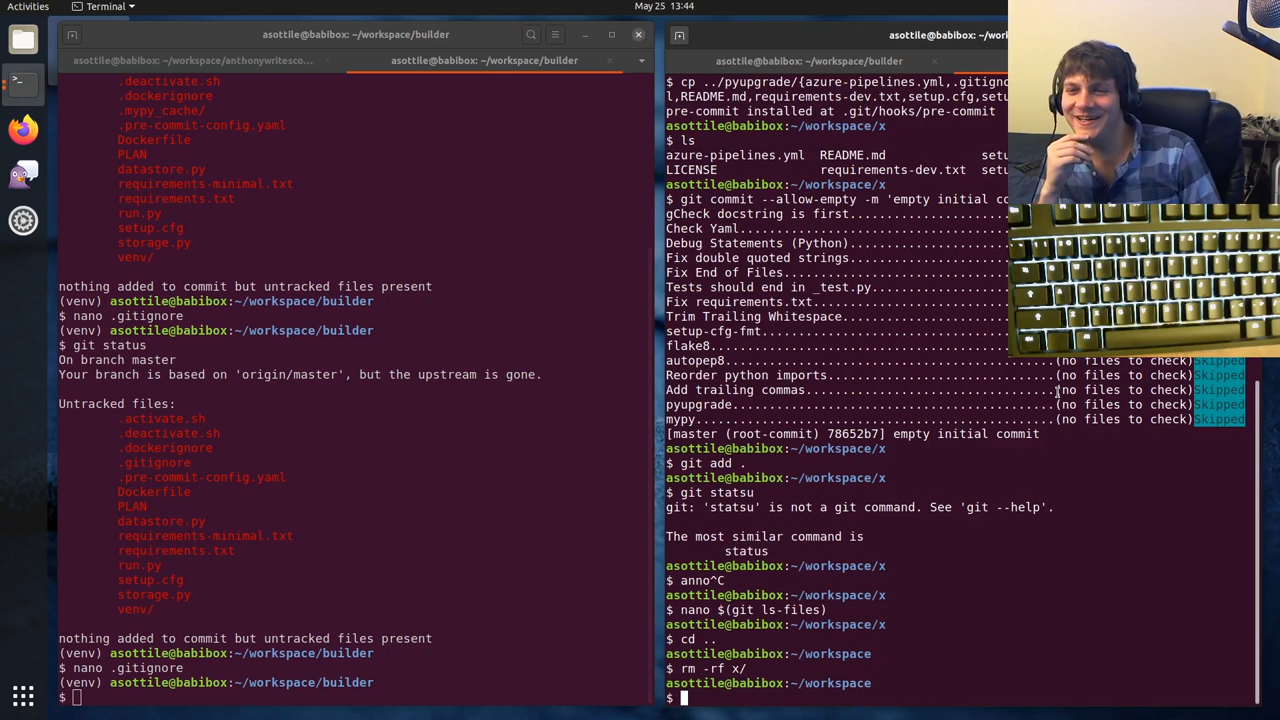 Activities
Terminal
May 25 13:44
asottile@babibox: ~/workspace/builder
asottile@babibox: ~/workspace/anthonywritesco...
asottile@babibox: ~/workspace/builder
.deactivate.sh
.dockerignore
.mypy_cache/
.pre-commit-config.yaml
Dockerfile
PLAN
datastore.py
requirements-minimal.txt
requirements.txt
run.py
setup.cfg
storage.py
venv/
nothing added to commit but untracked files present
(venv) asottile@babibox:~/workspace/builder
$ nano .gitignore
(venv) asottile@babibox:~/workspace/builder
$ git status
On branch master
Your branch is based on 'origin/master', but the upstream is gone.
Untracked files:
.activate.sh
.deactivate.sh
.dockerignore
.gitignore
.pre-commit-config.yaml
Dockerfile
PLAN
datastore.py
requirements-minimal.txt
requirements.txt
run.py
setup.cfg
storage.py
venv/
nothing added to commit but untracked files present
(venv) asottile@babibox:~/workspace/builder
$ nano .gitignore
(venv) asottile@babibox:~/workspace/builder
$
asottile@babibox: ~/w
asottile@babibox: ~/workspace/builder
$ cp ../pyupgrade/{azure-pipelines.yml,.gitign
l,README.md,requirements-dev.txt,setup.cfg,set
pre-commit installed at .git/hooks/pre-commit
asottile@babibox:~/workspace/x
$ ls
azure-pipelines.yml README.md setu
LICENSE requirements-dev.txt setu
asottile@babibox:~/workspace/x
$ git commit --allow-empty -m 'empty initial co
gCheck docstring is first......................
Check Yaml.....................................
Debug Statements (Python)......................
Fix double quoted strings......................
Fix End of Files...............................
Tests should end in _test.py...................
Fix requirements.txt...........................
Trim Trailing Whitespace.......................
setup-cfg-fmt..................................
flake8.........................................
autopep8.............................................(no files to check)Skipped
Reorder python imports...............................(no files to check)Skipped
Add trailing commas..................................(no files to check)Skipped
pyupgrade............................................(no files to check)Skipped
mypy.................................................(no files to check)Skipped
[master (root-commit) 78652b7] empty initial commit
asottile@babibox:~/workspace/x
$ git add .
asottile@babibox:~/workspace/x
$ git statsu
git: 'statsu' is not a git command. See 'git --help'.
The most similar command is
status
asottile@babibox:~/workspace/x
$ anno^C
asottile@babibox:~/workspace/x
$ nano $(git ls-files)
asottile@babibox:~/workspace/x
$ cd ..
asottile@babibox:~/workspace
$ rm -rf x/
asottile@babibox:~/workspace
$